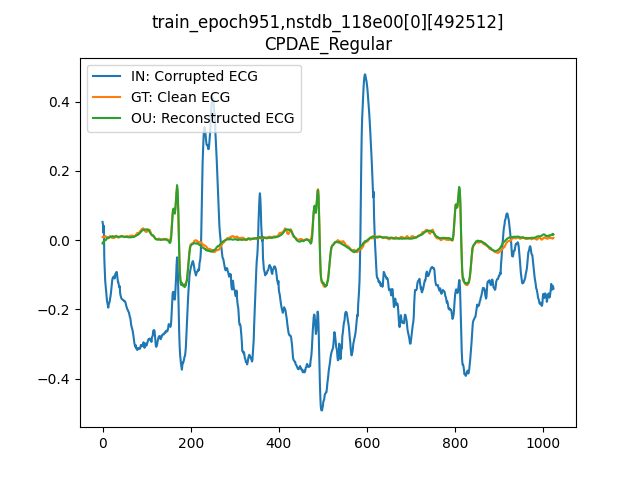 train_epoch951,nstdb_118e00[0][492512]
CPDAE_Regular
IN: Corrupted ECG
GT: Clean ECG
OU: Reconstructed ECG
0.4
0.2
0.0
−0.2
−0.4
0 200 400 600 800 1000